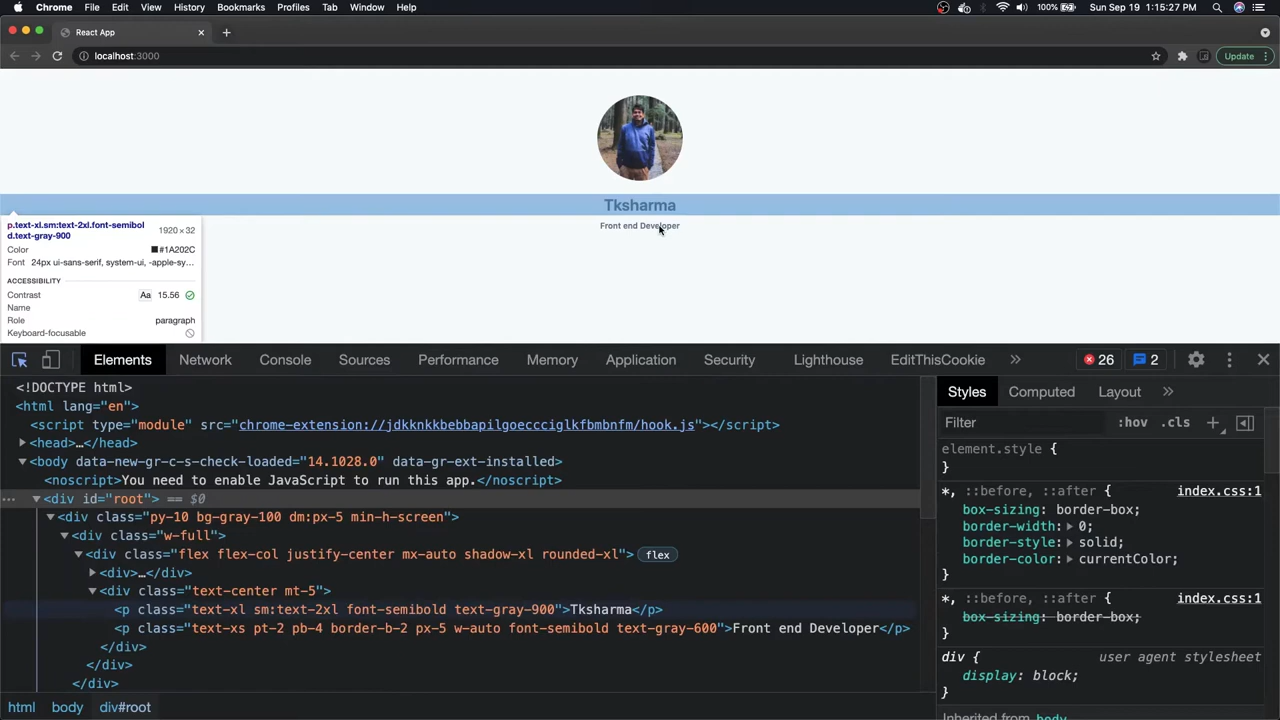 Chrome File Edit View History Bookmarks Profiles Tab Window Help 100% Sun Sep 19 1:15:27 PM
React App
localhost:3000 Update
Tksharma
Front end Developer
p.text-xl.sm:text-2xl.font-semibol
d.text-gray-900 1920 × 32
Color #1A202C
Font 24px ui-sans-serif, system-ui, -apple-sy…
ACCESSIBILITY
Contrast Aa 15.56
Name
Role paragraph
Keyboard-focusable
Elements Network Console Sources Performance Memory Application Security Lighthouse EditThisCookie » 26 2
<!DOCTYPE html>
<html lang="en">
<script type="module" src="chrome-extension://jdkknkkbebbapilgoeccciglkfbmbnfm/hook.js"></script>
<head>…</head>
<body data-new-gr-c-s-check-loaded="14.1028.0" data-gr-ext-installed>
<noscript>You need to enable JavaScript to run this app.</noscript>
… <div id="root"> == $0
<div class="py-10 bg-gray-100 dm:px-5 min-h-screen">
<div class="w-full">
<div class="flex flex-col justify-center mx-auto shadow-xl rounded-xl"> flex
<div>…</div>
<div class="text-center mt-5">
<p class="text-xl sm:text-2xl font-semibold text-gray-900">Tksharma</p>
<p class="text-xs pt-2 pb-4 border-b-2 px-5 w-auto font-semibold text-gray-600">Front end Developer</p>
</div>
</div>
</div>
html body div#root
Styles Computed Layout »
Filter :hov .cls +
element.style {
}
*, ::before, ::after { index.css:1
box-sizing: border-box;
border-width: 0;
border-style: solid;
border-color: currentColor;
}
*, ::before, ::after { index.css:1
box-sizing: border-box;
}
div { user agent stylesheet
display: block;
}
Inherited from body